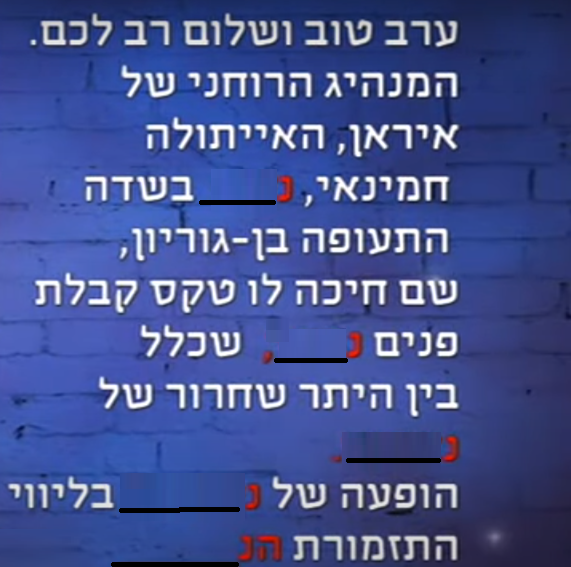 ערב טוב ושלום רב לכם.
המנהיג הרוחני של
איראן, האייתולה
חמינאי, נ____ בשדה
התעופה בן-גוריון,
שם חיכה לו טקס קבלת
פנים נ____, שכלל
בין היתר שחרור של
נ____.
הופעה של נ____ בליווי
התזמורת הנ____